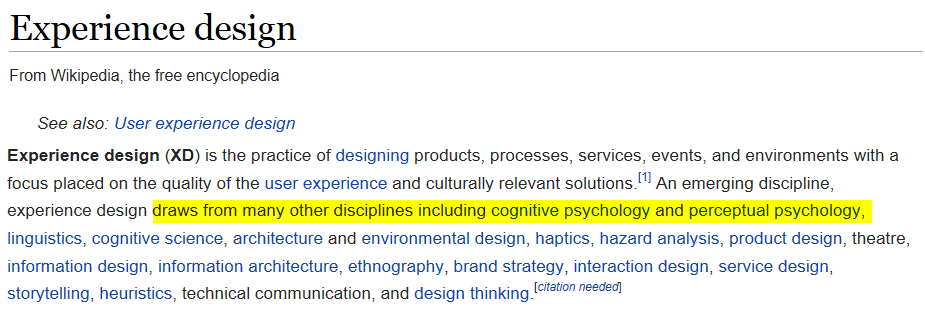 Experience design
From Wikipedia, the free encyclopedia
See also: User experience design
Experience design (XD) is the practice of designing products, processes, services, events, and environments with a
focus placed on the quality of the user experience and culturally relevant solutions.[1] An emerging discipline,
experience design draws from many other disciplines including cognitive psychology and perceptual psychology,
linguistics, cognitive science, architecture and environmental design, haptics, hazard analysis, product design, theatre,
information design, information architecture, ethnography, brand strategy, interaction design, service design,
storytelling, heuristics, technical communication, and design thinking.[citation needed]